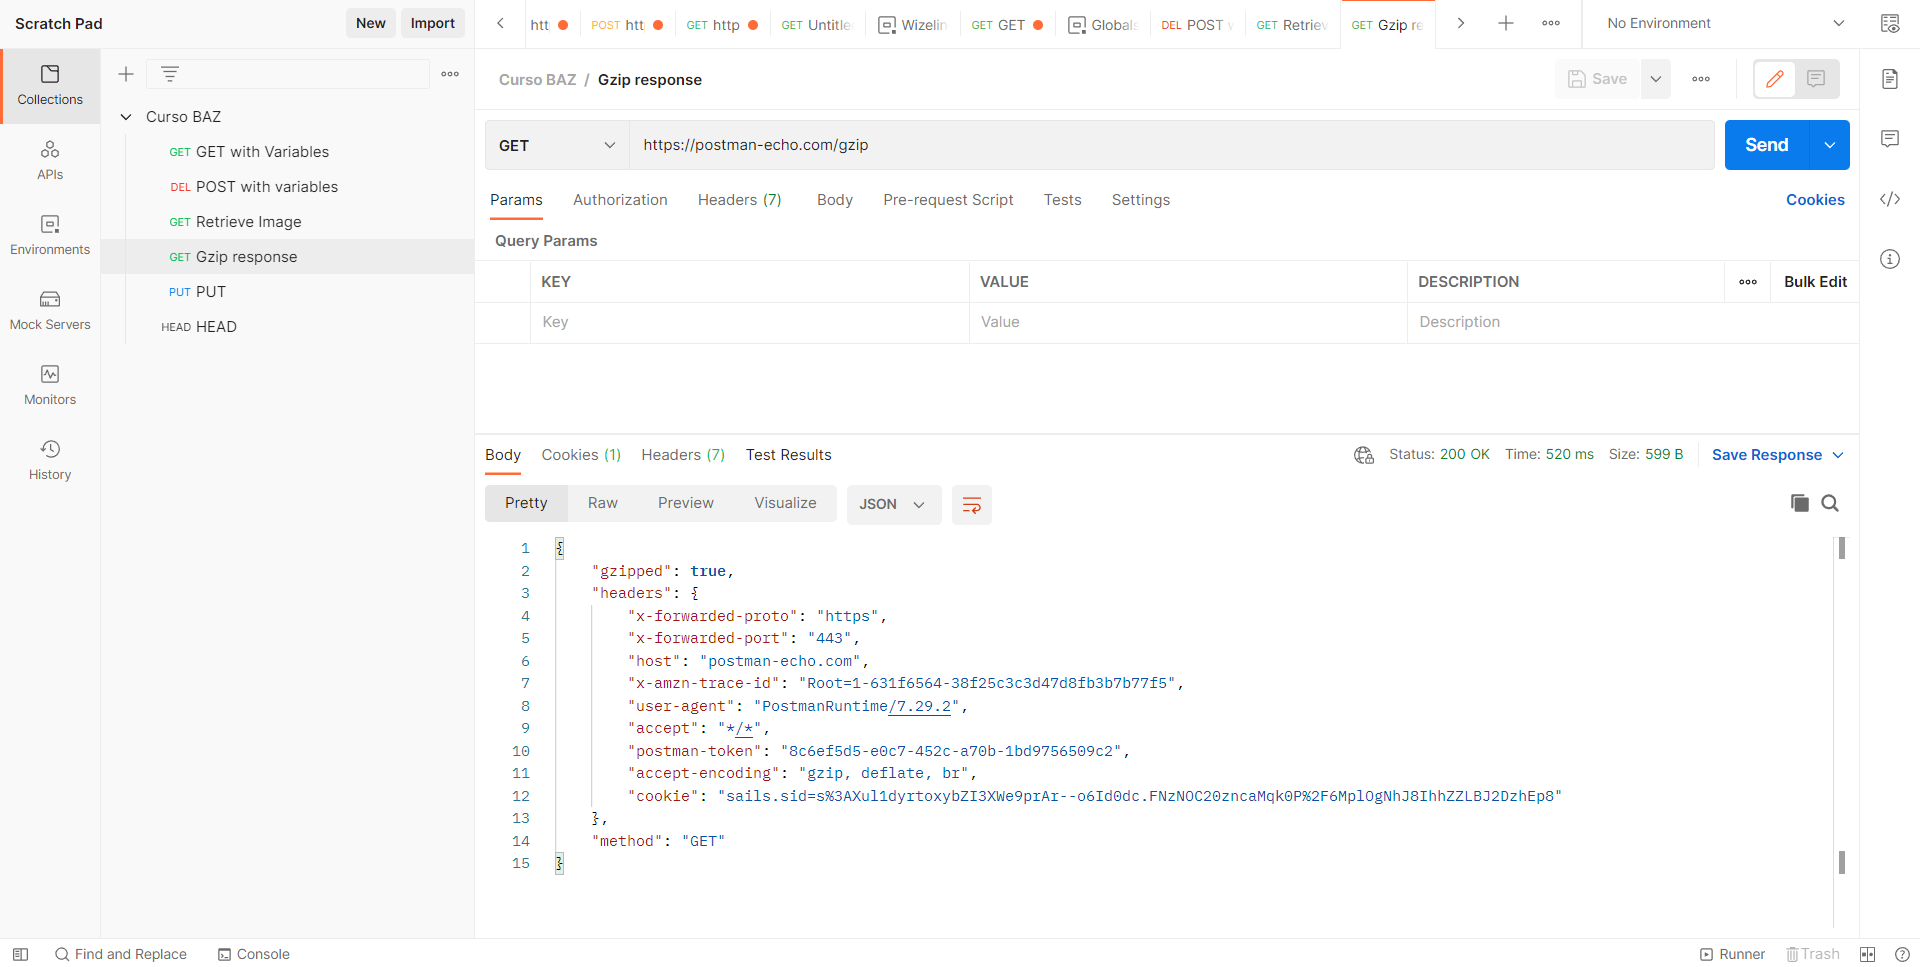 Scratch Pad
New
Import
htt
POST htt
GET http
GET Untitle
Wizelin
GET GET
Globals
DEL POST
GET Retriev
GET Gzip re
No Environment
Collections
APIs
Environments
Mock Servers
Monitors
History
Curso BAZ
GET GET with Variables
DEL POST with variables
GET Retrieve Image
GET Gzip response
PUT PUT
HEAD HEAD
Curso BAZ / Gzip response
Save
GET
https://postman-echo.com/gzip
Send
Params Authorization Headers (7) Body Pre-request Script Tests Settings
Cookies
Query Params
KEY VALUE DESCRIPTION
Bulk Edit
Key Value Description
Body Cookies (1) Headers (7) Test Results
Status: 200 OK Time: 520 ms Size: 599 B
Save Response
Pretty Raw Preview Visualize
JSON
1 {
2 "gzipped": true,
3 "headers": {
4 "x-forwarded-proto": "https",
5 "x-forwarded-port": "443",
6 "host": "postman-echo.com",
7 "x-amzn-trace-id": "Root=1-631f6564-38f25c3c3d47d8fb3b7b77f5",
8 "user-agent": "PostmanRuntime/7.29.2",
9 "accept": "*/*",
10 "postman-token": "8c6ef5d5-e0c7-452c-a70b-1bd9756509c2",
11 "accept-encoding": "gzip, deflate, br",
12 "cookie": "sails.sid=s%3AXul1dyrtoxybZI3XWe9prAr--o6Id0dc.FNzNOC20zncaMqk0P%2F6MplOgNhJ8IhhZZLBJ2DzhEp8"
13 },
14 "method": "GET"
15 }
Find and Replace
Console
Runner
Trash